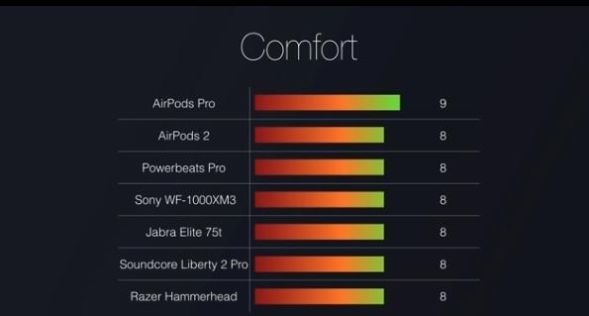 Comfort
AirPods Pro 9
AirPods 2 8
Powerbeats Pro 8
Sony WF-1000XM3 8
Jabra Elite 75t 8
Soundcore Liberty 2 Pro 8
Razer Hammerhead 8